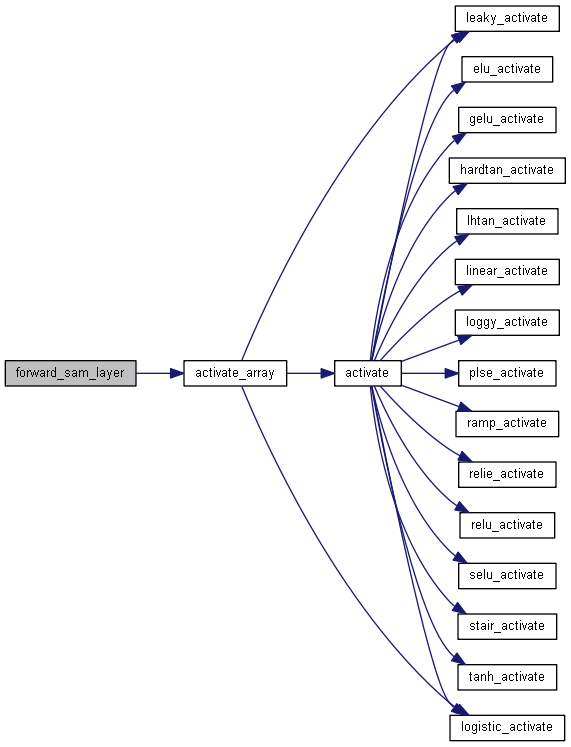 leaky_activate
elu_activate
gelu_activate
hardtan_activate
lhtan_activate
linear_activate
loggy_activate
forward_sam_layer
activate_array
activate
plse_activate
ramp_activate
relie_activate
relu_activate
selu_activate
stair_activate
tanh_activate
logistic_activate